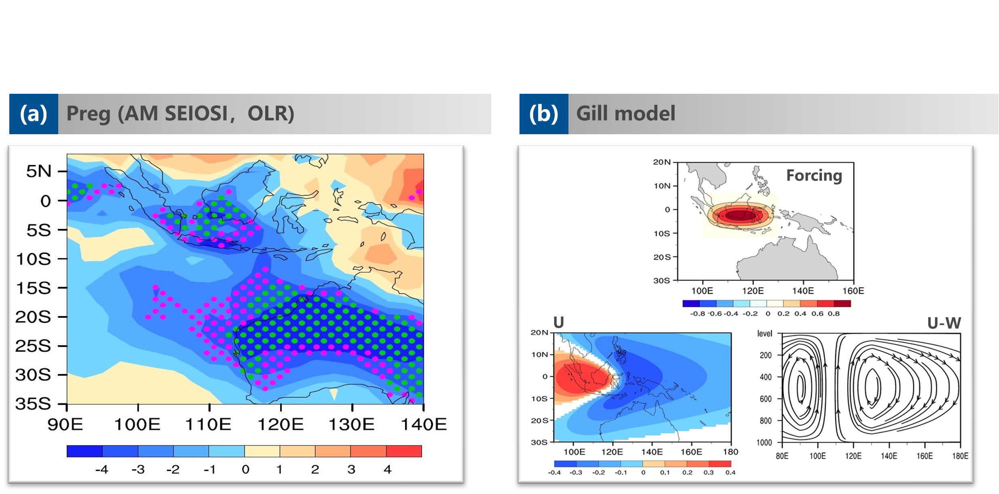 (a) Preg (AM SEIOSI, OLR)
5N
0
5S
10S
15S
20S
25S
30S
35S
90E 100E 110E 120E 130E 140E
-4 -3 -2 -1 0 1 2 3 4
(b) Gill model
Forcing
20N
10N
0
10S
20S
30S
100E 120E 140E 160E
-0.8 -0.6 -0.4 -0.2 0 0.2 0.4 0.6 0.8
U
20N
10N
0
10S
20S
30S
100E 120E 140E 160E 180
-0.4 -0.3 -0.2 -0.1 0 0.1 0.2 0.3 0.4
U-W
level
200
400
600
800
1000
80E 100E 120E 140E 160E 180E